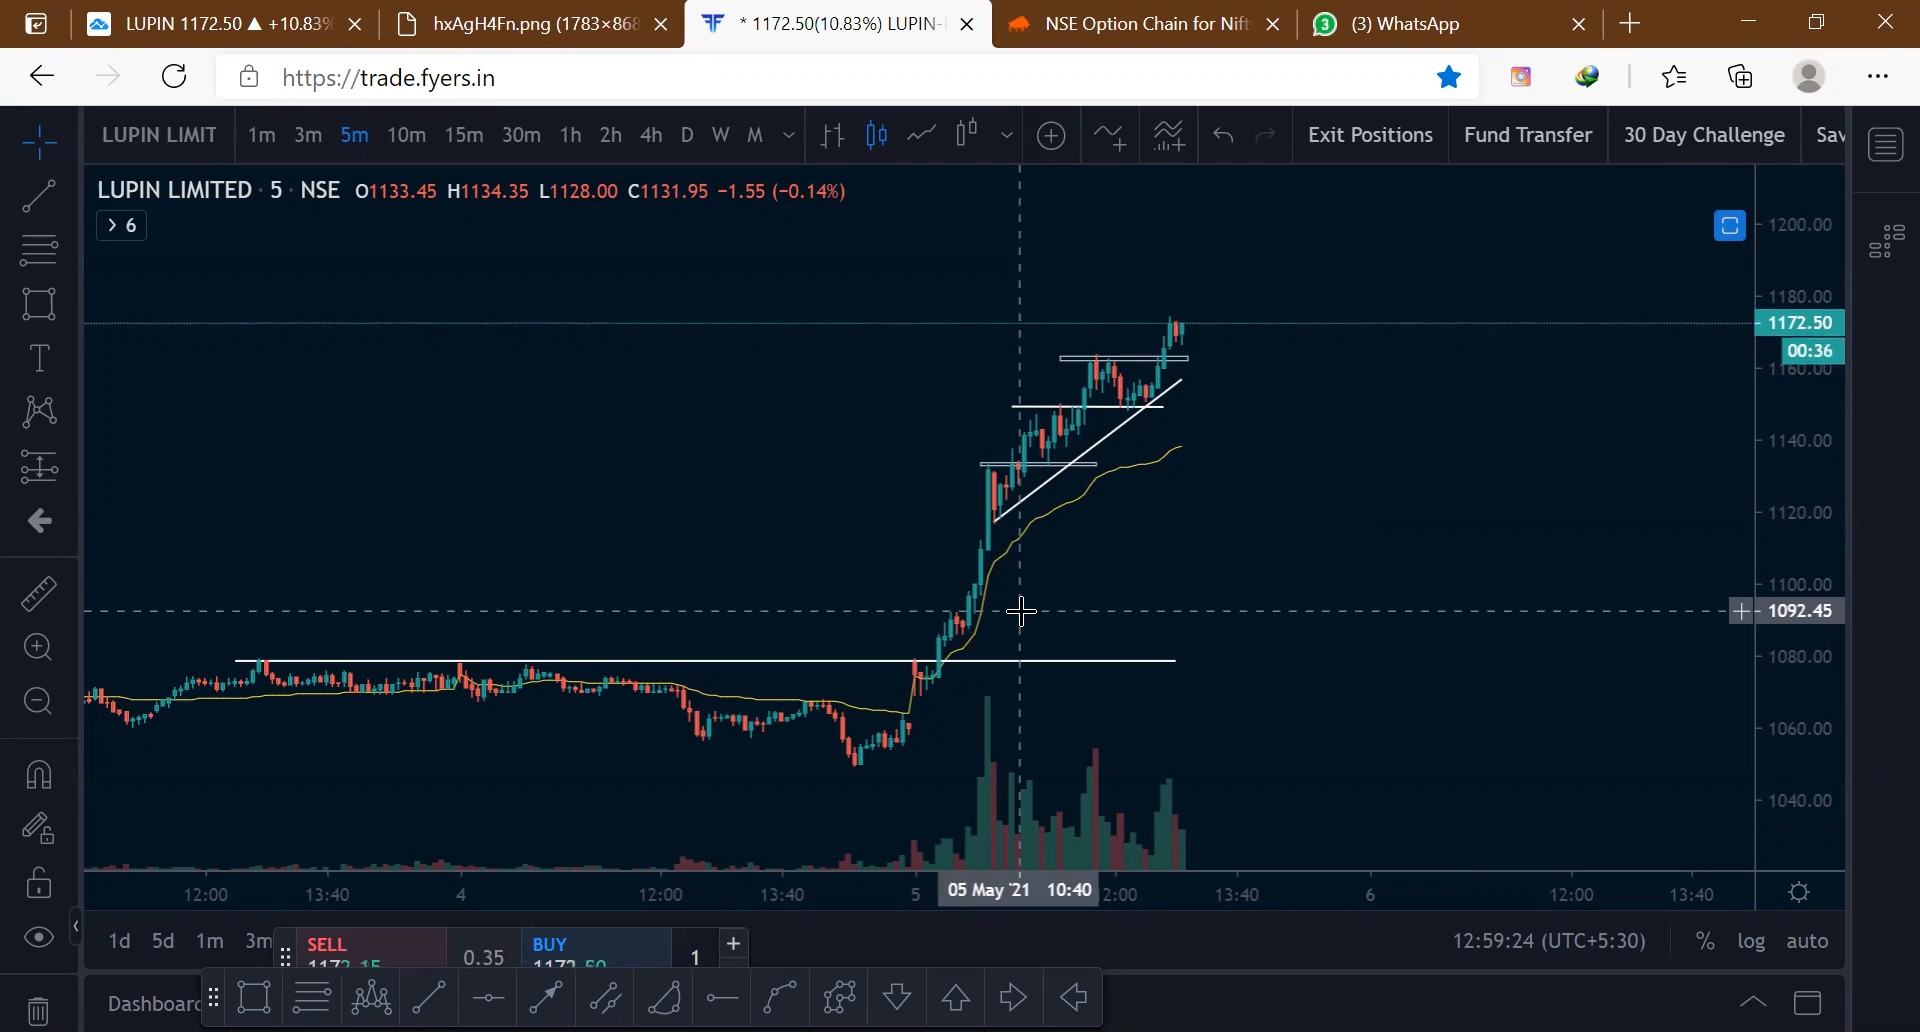 LUPIN 1172.50 ▲ +10.83%
hxAgH4Fn.png (1783×868
* 1172.50(10.83%) LUPIN-
NSE Option Chain for Nift
3 (3) WhatsApp
https://trade.fyers.in
LUPIN LIMIT 1m 3m 5m 10m 15m 30m 1h 2h 4h D W M Exit Positions Fund Transfer 30 Day Challenge Sav
LUPIN LIMITED · 5 · NSE O1133.45 H1134.35 L1128.00 C1131.95 −1.55 (−0.14%)
6
1200.00
1180.00
1172.50
00:36
1160.00
1140.00
1120.00
1100.00
1092.45
1080.00
1060.00
1040.00
12:00 13:40 4 12:00 13:40 5 05 May '21 10:40 2:00 13:40 6 12:00 13:40
1d 5d 1m 3m SELL 0.35 BUY 1 + 12:59:24 (UTC+5:30) % log auto
1172.15 1172.50
Dashboard